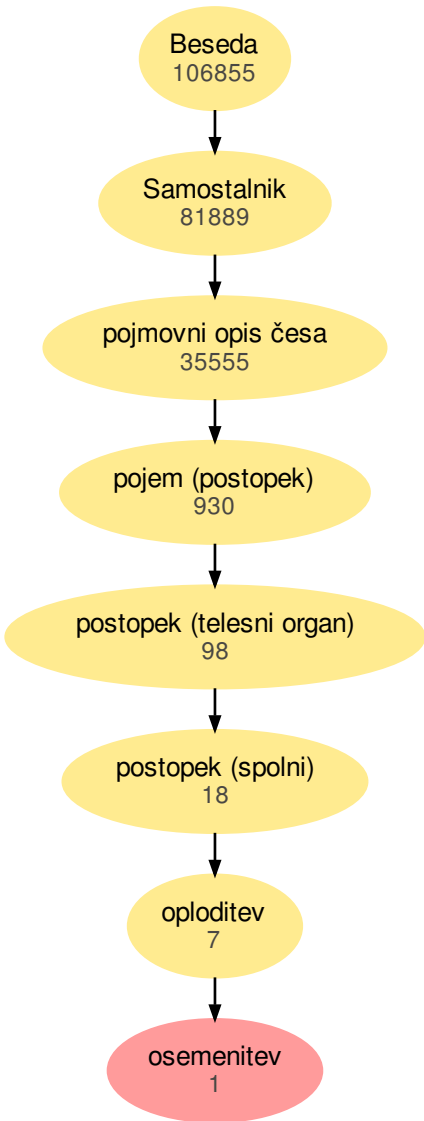 Beseda
106855
Samostalnik
81889
pojmovni opis česa
35555
pojem (postopek)
930
postopek (telesni organ)
98
postopek (spolni)
18
oploditev
7
osemenitev
1